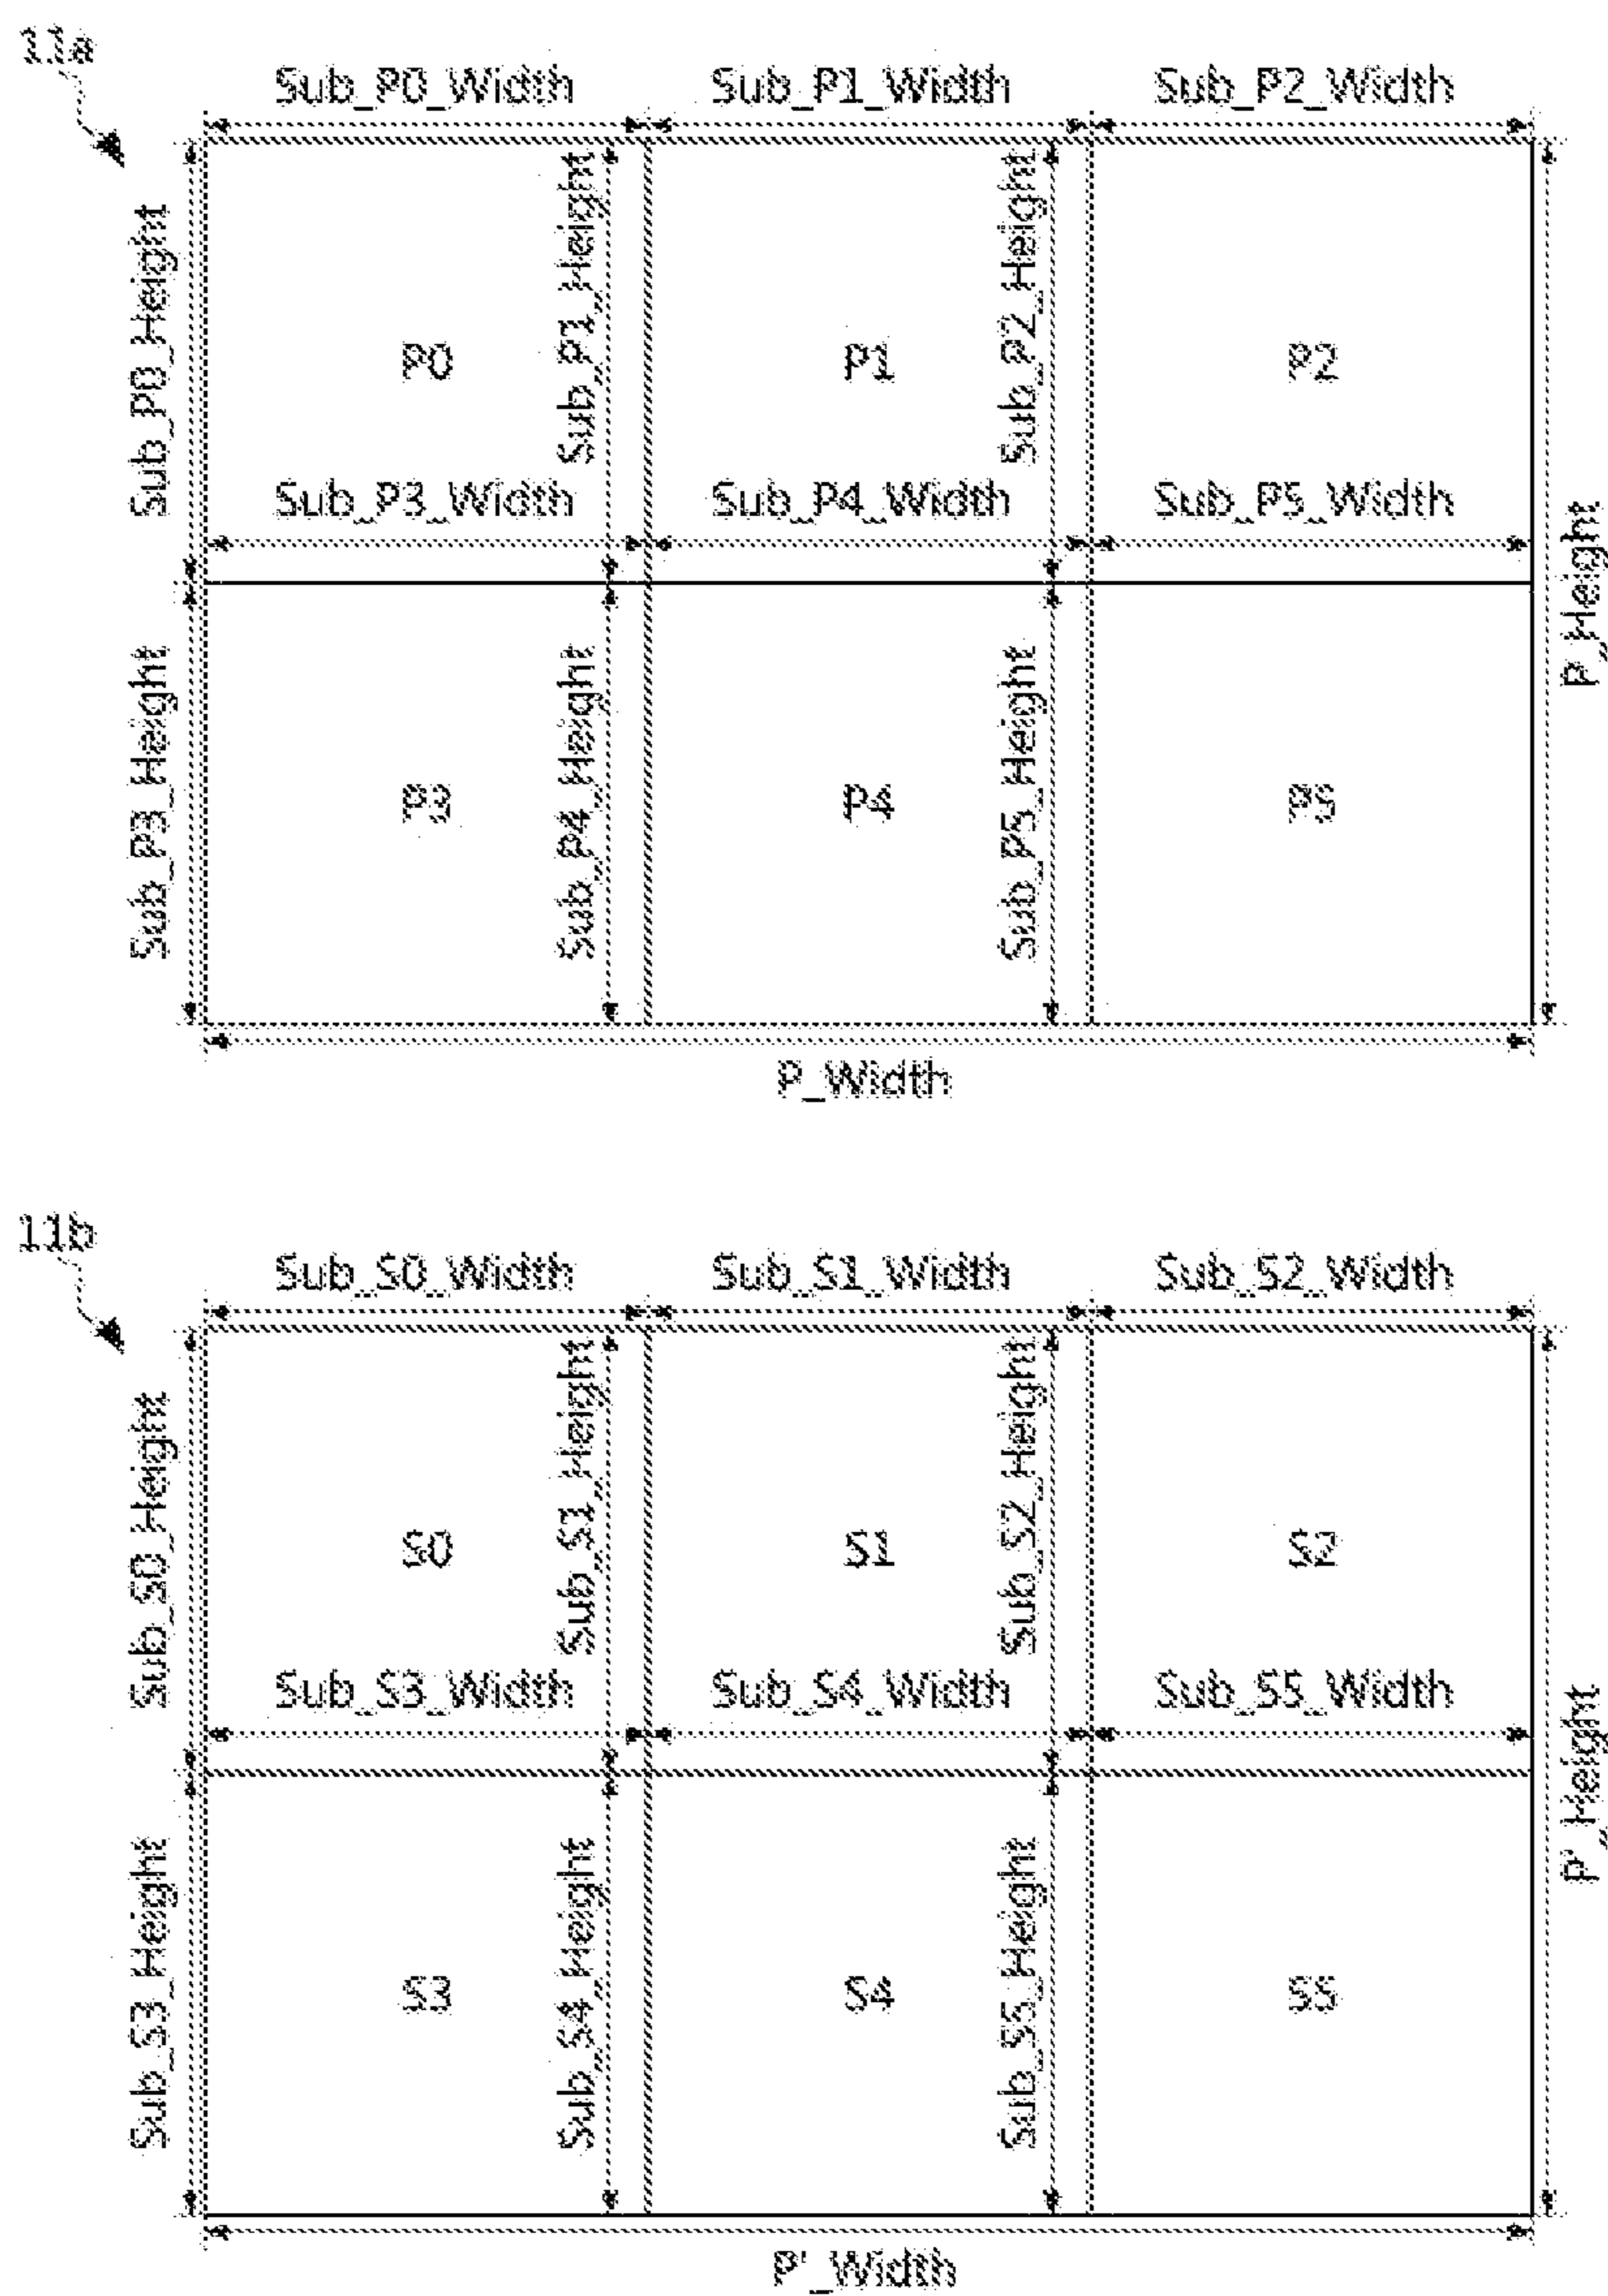 11a
Sub_P0_Width Sub_P1_Width Sub_P2_Width
Sub_P0_Height
Sub_P1_Height
Sub_P2_Height
P0 P1 P2
Sub_P3_Width Sub_P4_Width Sub_P5_Width
P_Height
Sub_P3_Height
Sub_P4_Height
Sub_P5_Height
P3 P4 P5
P_Width
11b
Sub_S0_Width Sub_S1_Width Sub_S2_Width
Sub_S0_Height
Sub_S1_Height
Sub_S2_Height
S0 S1 S2
Sub_S3_Width Sub_S4_Width Sub_S5_Width
P'_Height
Sub_S3_Height
Sub_S4_Height
Sub_S5_Height
S3 S4 S5
P'_Width